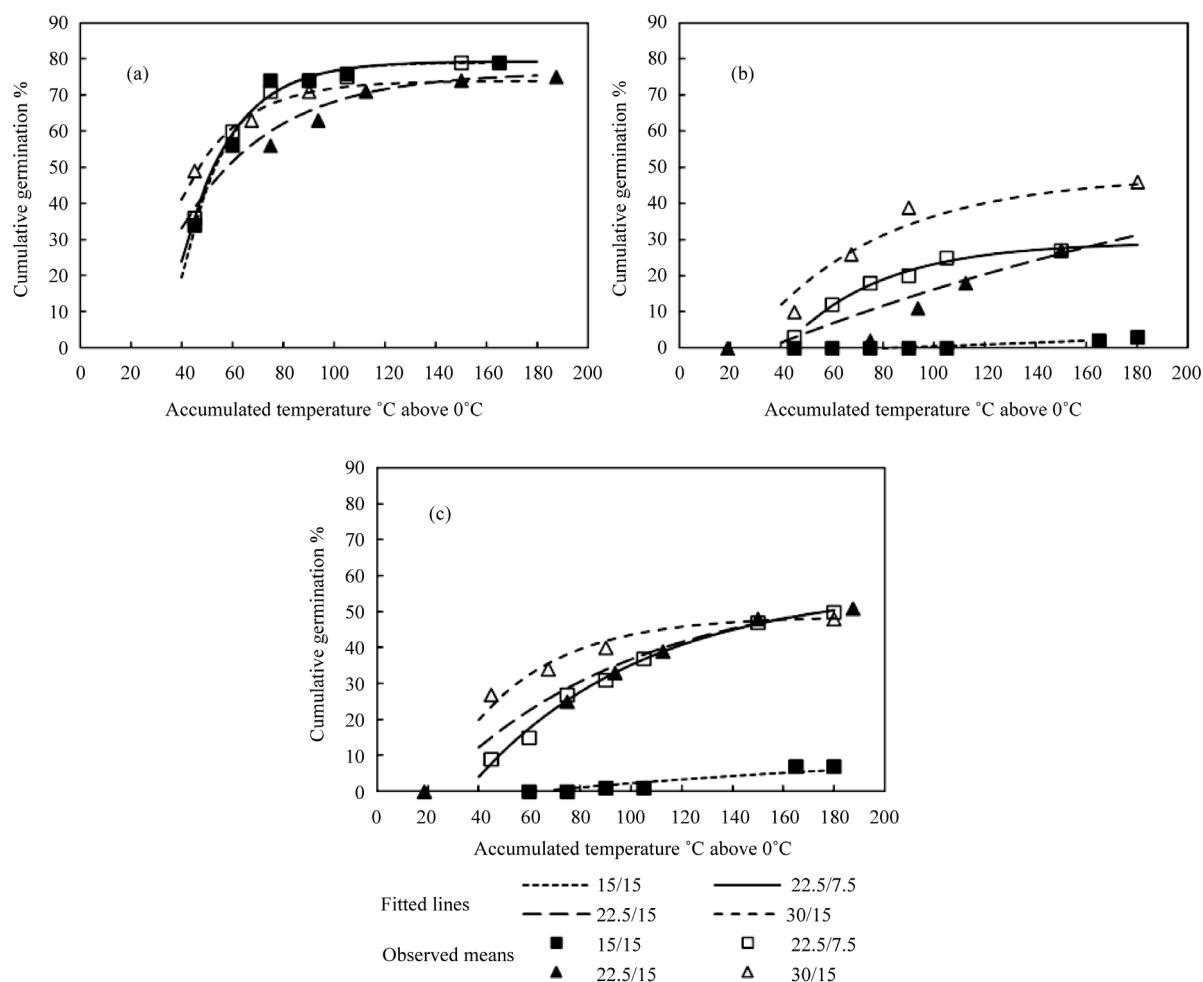 90
80
70
60
50
40
30
20
10
0
Cumulative germination %
(a)
0 20 40 60 80 100 120 140 160 180 200
Accumulated temperature ˚C above 0˚C
90
80
70
60
50
40
30
20
10
0
Cumulative germination %
(b)
0 20 40 60 80 100 120 140 160 180 200
Accumulated temperature ˚C above 0˚C
90
80
70
60
50
40
30
20
10
0
Cumulative germination %
(c)
0 20 40 60 80 100 120 140 160 180 200
Accumulated temperature ˚C above 0˚C
Fitted lines
15/15 22.5/7.5
22.5/15 30/15
Observed means
15/15 22.5/7.5
22.5/15 30/15